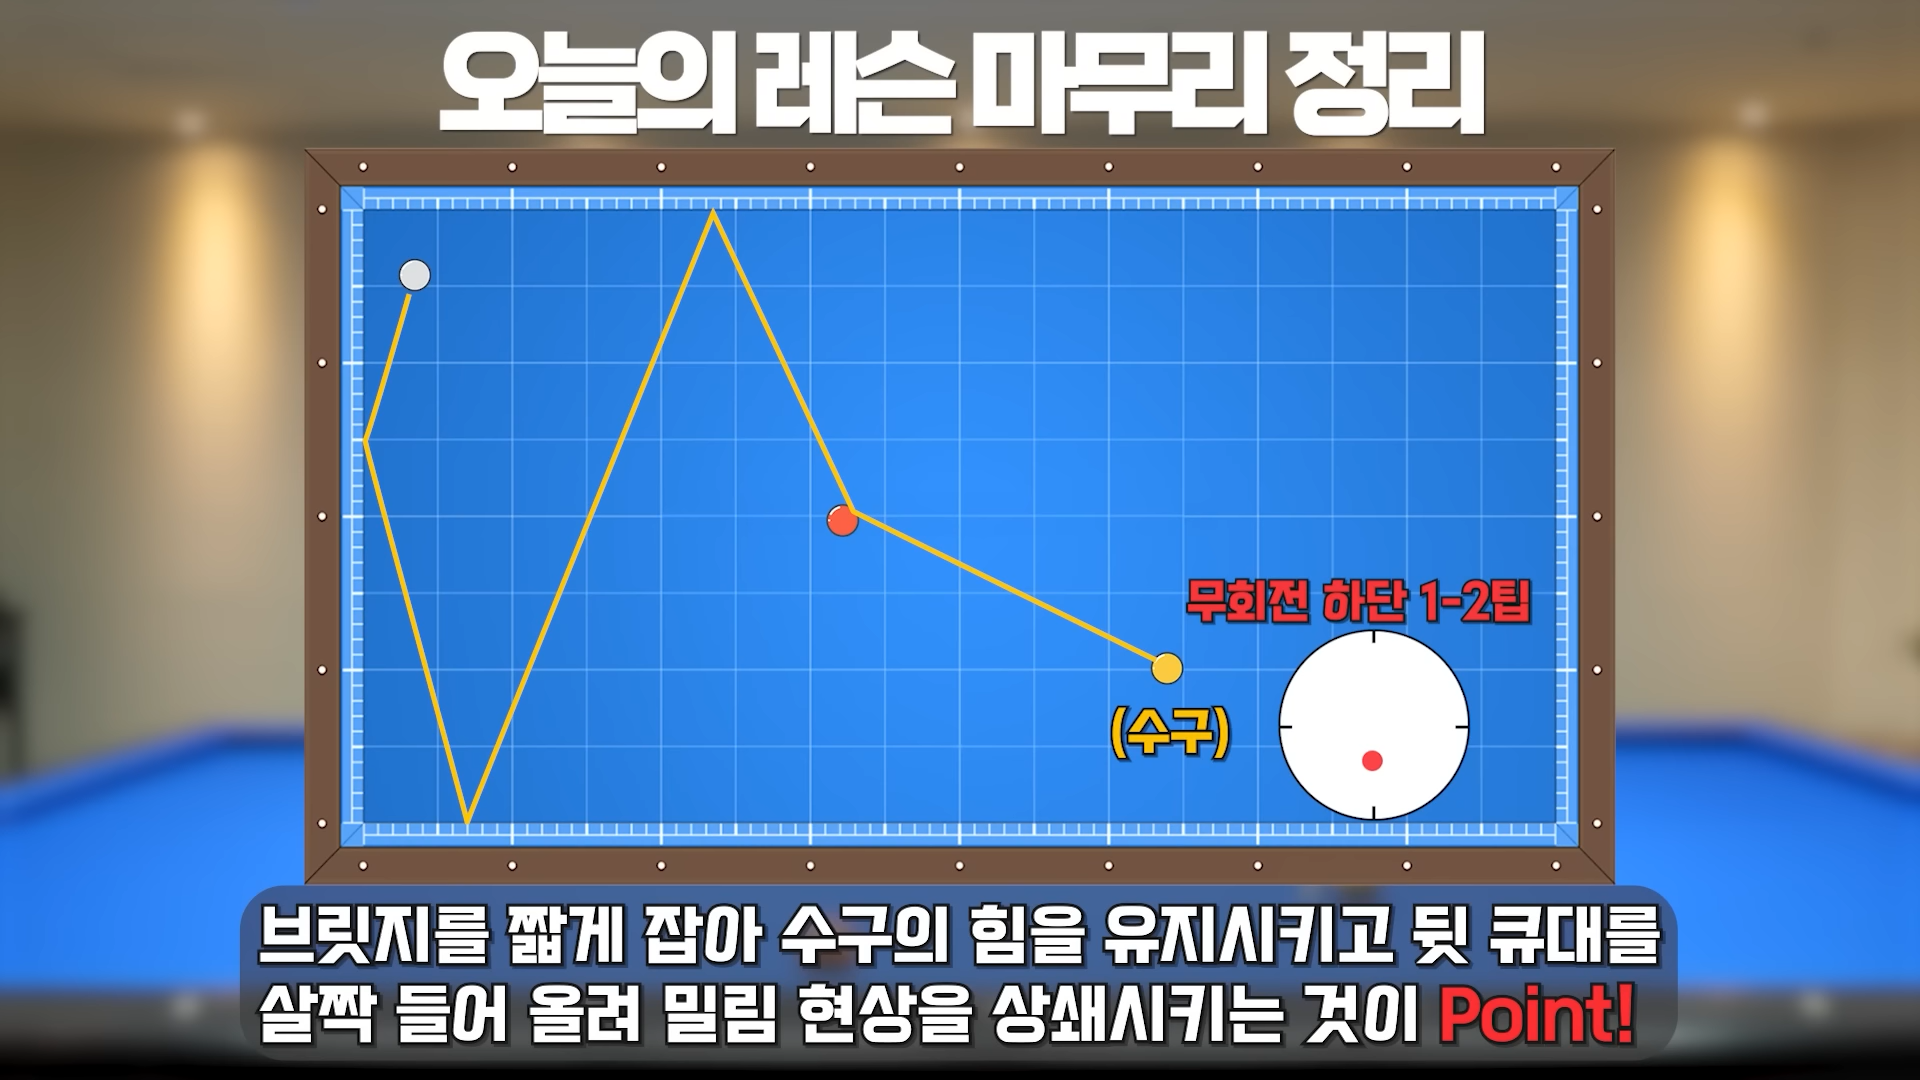 오늘의 레슨 마무리 정리
무회전 하단 1-2팁
(수구)
브릿지를 짧게 잡아 수구의 힘을 유지시키고 뒷 큐대를
살짝 들어 올려 밀림 현상을 상쇄시키는 것이 Point!